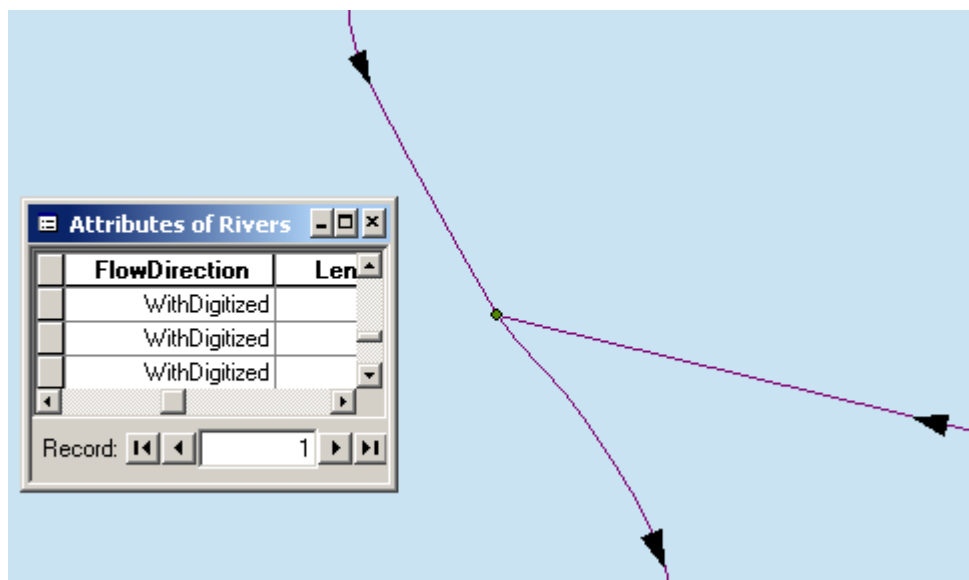 Attributes of Rivers
FlowDirection Len
WithDigitized
WithDigitized
WithDigitized
Record: 1